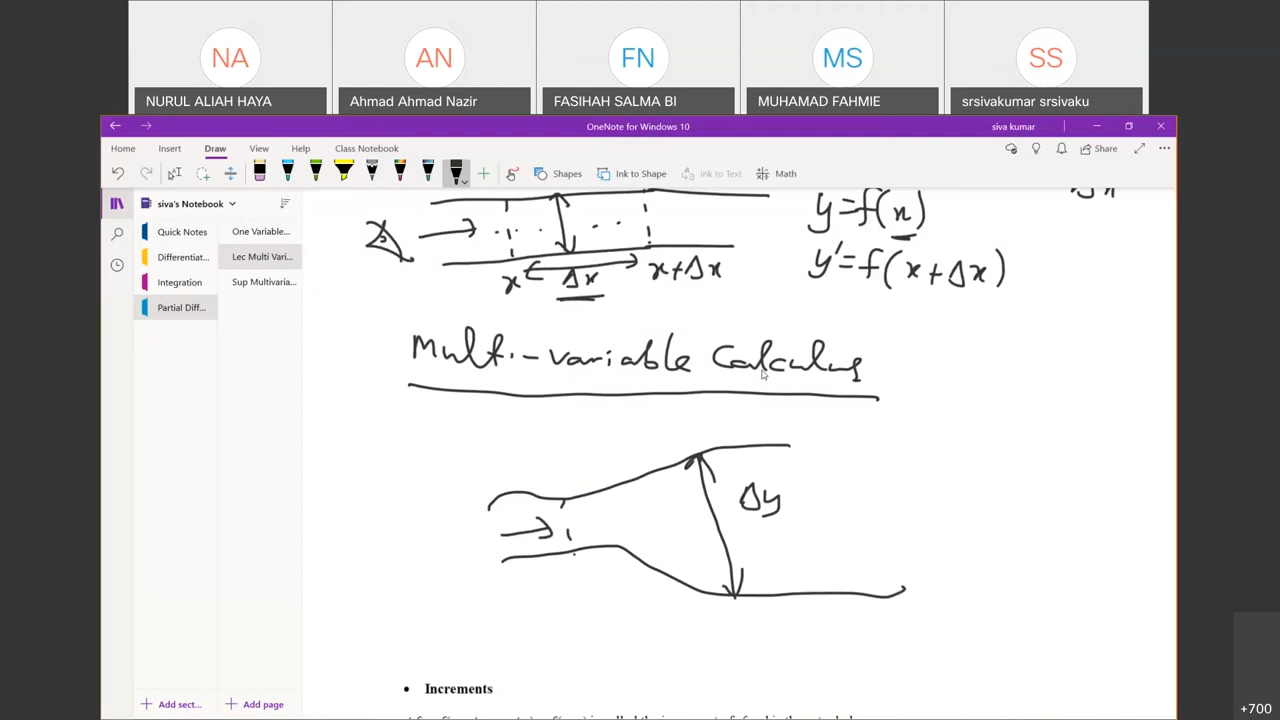 NA AN FN MS SS
NURUL ALIAH HAYA Ahmad Ahmad Nazir FASIHAH SALMA BI MUHAMAD FAHMIE srsivakumar srsivaku
OneNote for Windows 10 siva kumar
Home Insert Draw View Help Class Notebook Share
Shapes Ink to Shape Ink to Text Math
siva's Notebook
Quick Notes
Differentiat...
Integration
Partial Diff...
One Variable...
Lec Multi Vari...
Sup Multivaria...
y = f(x)
y' = f(x+Δx)
x Δx x+Δx
Multi-variable Calculus
Δy
• Increments
Add sect... Add page
+700